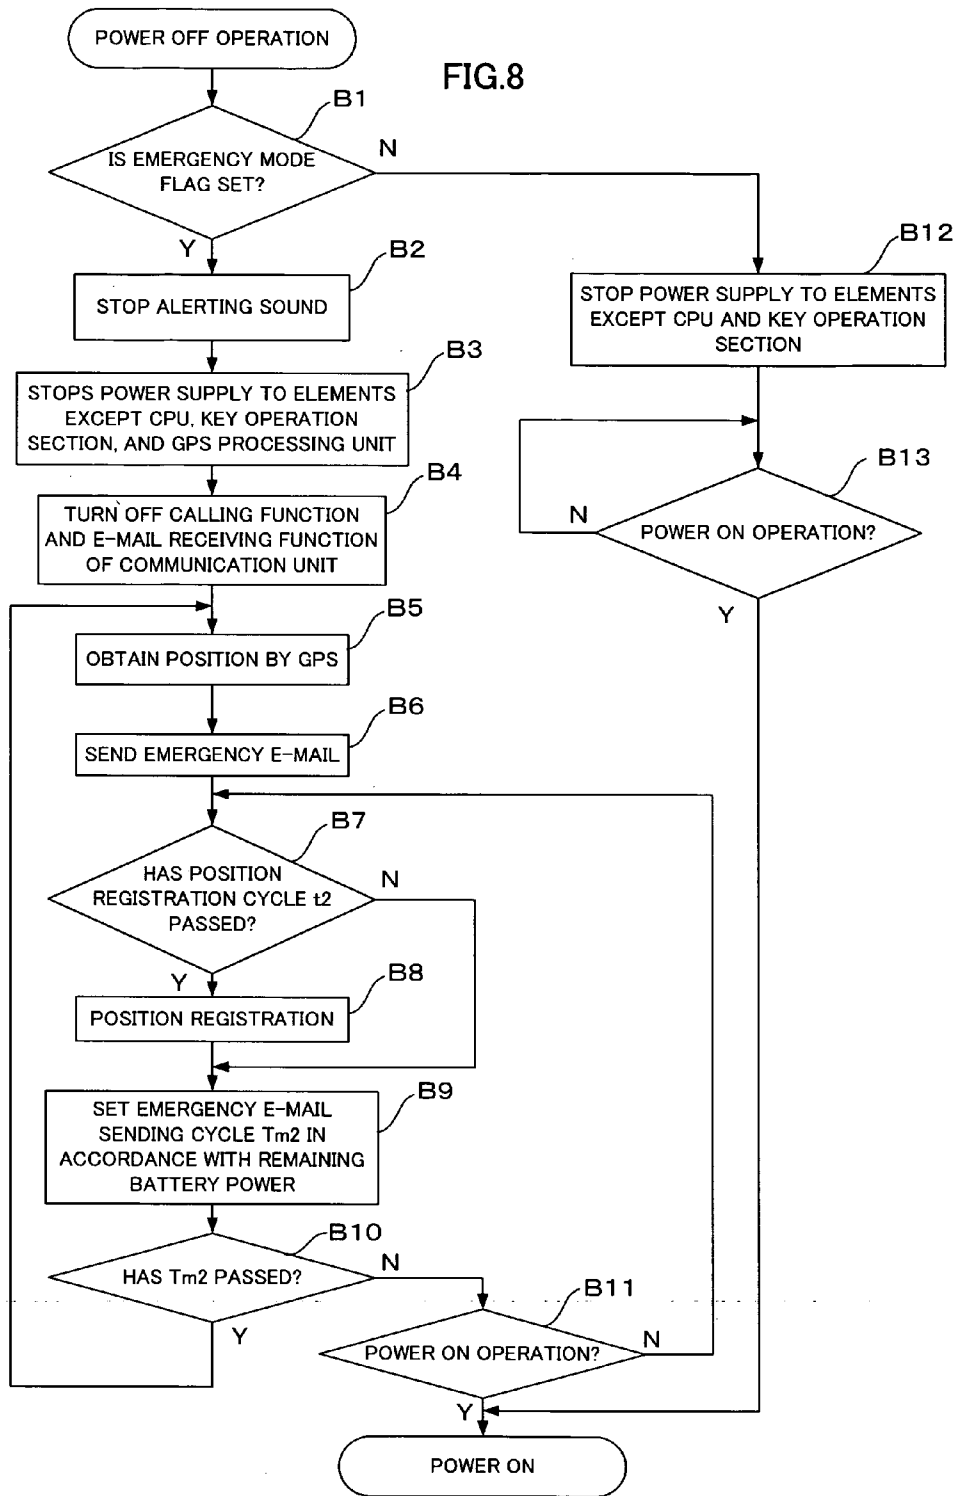 POWER OFF OPERATION
FIG.8
B1
IS EMERGENCY MODE
FLAG SET?
N
Y
B2
STOP ALERTING SOUND
B12
STOP POWER SUPPLY TO ELEMENTS
EXCEPT CPU AND KEY OPERATION
SECTION
B3
STOPS POWER SUPPLY TO ELEMENTS
EXCEPT CPU, KEY OPERATION
SECTION, AND GPS PROCESSING UNIT
B4
TURN OFF CALLING FUNCTION
AND E-MAIL RECEIVING FUNCTION
OF COMMUNICATION UNIT
B13
POWER ON OPERATION?
N
Y
B5
OBTAIN POSITION BY GPS
B6
SEND EMERGENCY E-MAIL
B7
HAS POSITION
REGISTRATION CYCLE t2
PASSED?
N
Y
B8
POSITION REGISTRATION
B9
SET EMERGENCY E-MAIL
SENDING CYCLE Tm2 IN
ACCORDANCE WITH REMAINING
BATTERY POWER
B10
HAS Tm2 PASSED?
N
Y
B11
POWER ON OPERATION?
N
Y
POWER ON